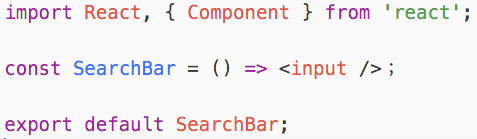 import React, { Component } from 'react';
const SearchBar = () => <input />;
export default SearchBar;